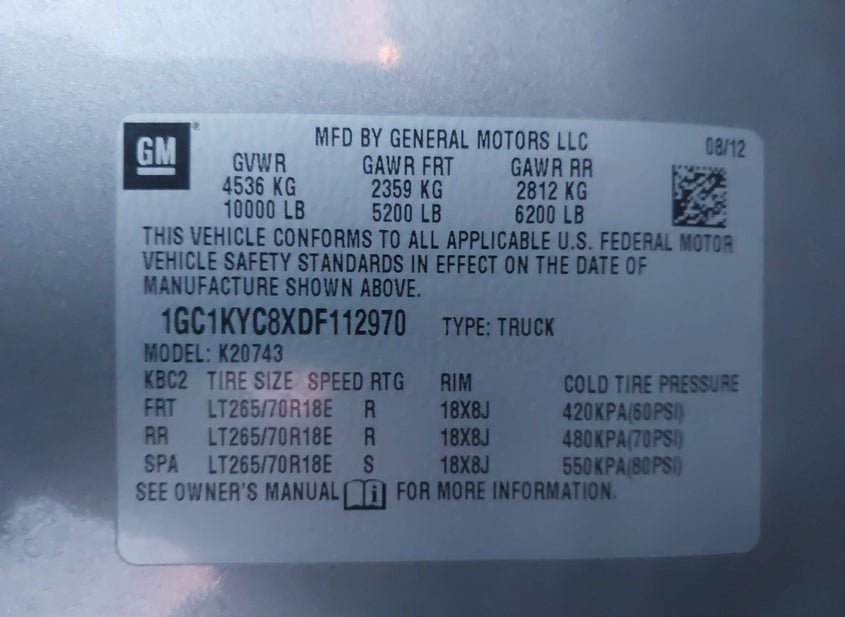 GM® MFD BY GENERAL MOTORS LLC 08/12
GVWR GAWR FRT GAWR RR
4536 KG 2359 KG 2812 KG
10000 LB 5200 LB 6200 LB
THIS VEHICLE CONFORMS TO ALL APPLICABLE U.S. FEDERAL MOTOR
VEHICLE SAFETY STANDARDS IN EFFECT ON THE DATE OF
MANUFACTURE SHOWN ABOVE.
1GC1KYC8XDF112970 TYPE: TRUCK
MODEL: K20743
KBC2 TIRE SIZE SPEED RTG RIM COLD TIRE PRESSURE
FRT LT265/70R18E R 18X8J 420KPA(60PSI)
RR LT265/70R18E R 18X8J 480KPA(70PSI)
SPA LT265/70R18E S 18X8J 550KPA(80PSI)
SEE OWNER'S MANUAL i FOR MORE INFORMATION.